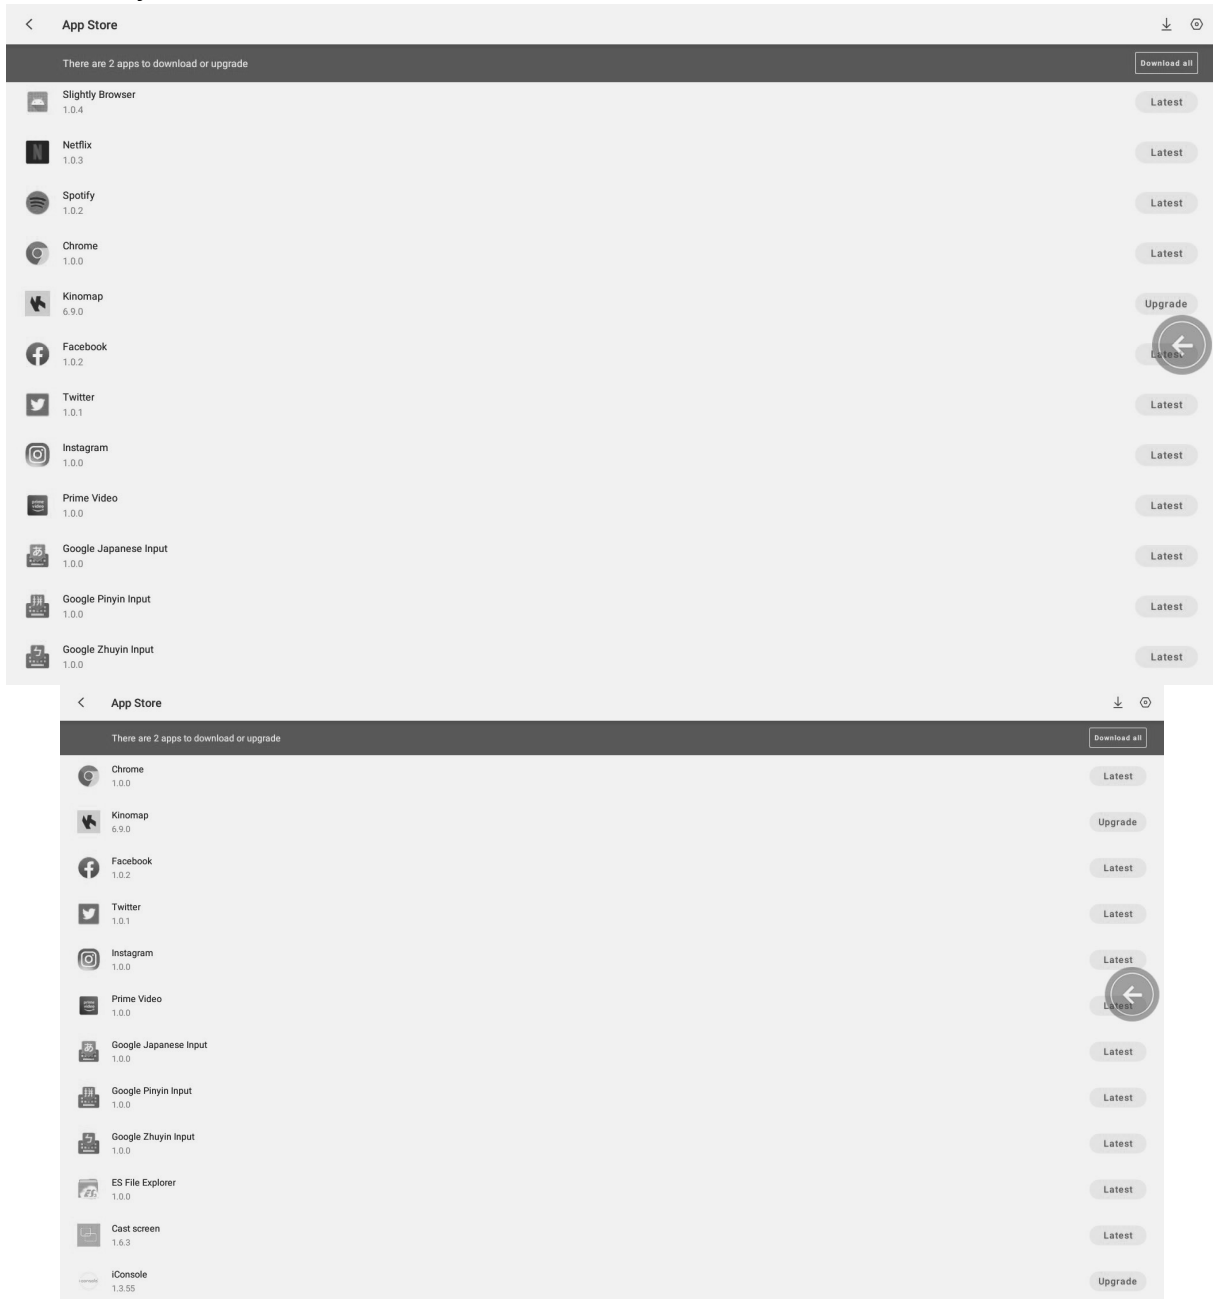 App Store
There are 2 apps to download or upgrade
Download all
Slightly Browser
1.0.4
Latest
Netflix
1.0.3
Latest
Spotify
1.0.2
Latest
Chrome
1.0.0
Latest
Kinomap
6.9.0
Upgrade
Facebook
1.0.2
Latest
Twitter
1.0.1
Latest
Instagram
1.0.0
Latest
Prime Video
1.0.0
Latest
Google Japanese Input
1.0.0
Latest
Google Pinyin Input
1.0.0
Latest
Google Zhuyin Input
1.0.0
Latest
App Store
There are 2 apps to download or upgrade
Download all
Chrome
1.0.0
Latest
Kinomap
6.9.0
Upgrade
Facebook
1.0.2
Latest
Twitter
1.0.1
Latest
Instagram
1.0.0
Latest
Prime Video
1.0.0
Latest
Google Japanese Input
1.0.0
Latest
Google Pinyin Input
1.0.0
Latest
Google Zhuyin Input
1.0.0
Latest
ES File Explorer
1.0.0
Latest
Cast screen
1.6.3
Latest
iConsole
1.3.55
Upgrade